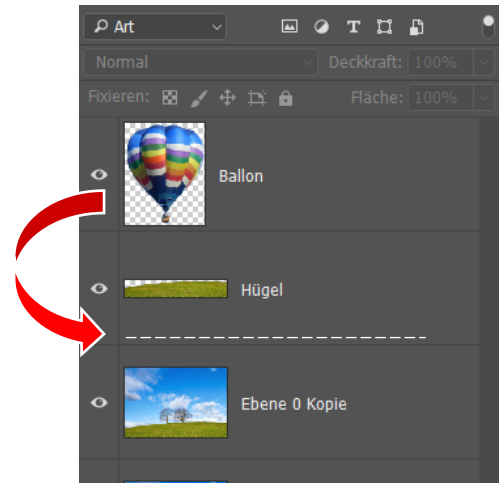 Art T
Normal Deckkraft: 100%
Fixieren: Fläche: 100%
Ballon
Hügel
Ebene 0 Kopie